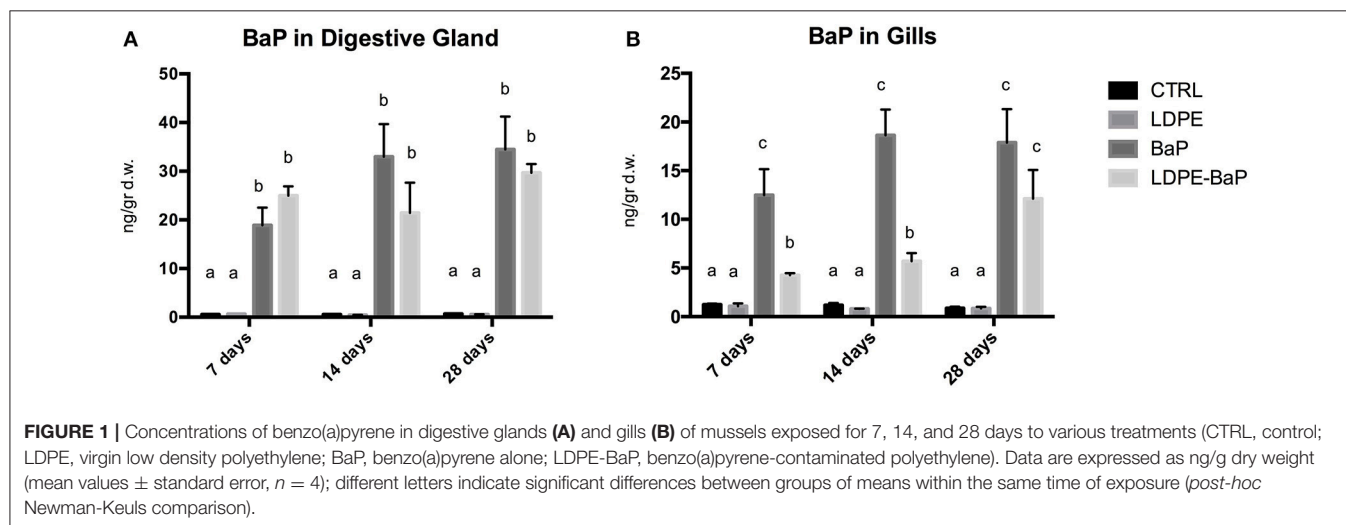 A
BaP in Digestive Gland
ng/gr d.w.
50
40
30
20
10
0
a a b b
a a b b
a a b b
7 days
14 days
28 days
B
BaP in Gills
ng/gr d.w.
25
20
15
10
5
0
a a c b
a a c b
a a c c
7 days
14 days
28 days
CTRL
LDPE
BaP
LDPE-BaP
FIGURE 1 | Concentrations of benzo(a)pyrene in digestive glands (A) and gills (B) of mussels exposed for 7, 14, and 28 days to various treatments (CTRL, control;
LDPE, virgin low density polyethylene; BaP, benzo(a)pyrene alone; LDPE-BaP, benzo(a)pyrene-contaminated polyethylene). Data are expressed as ng/g dry weight
(mean values ± standard error, n = 4); different letters indicate significant differences between groups of means within the same time of exposure (post-hoc
Newman-Keuls comparison).